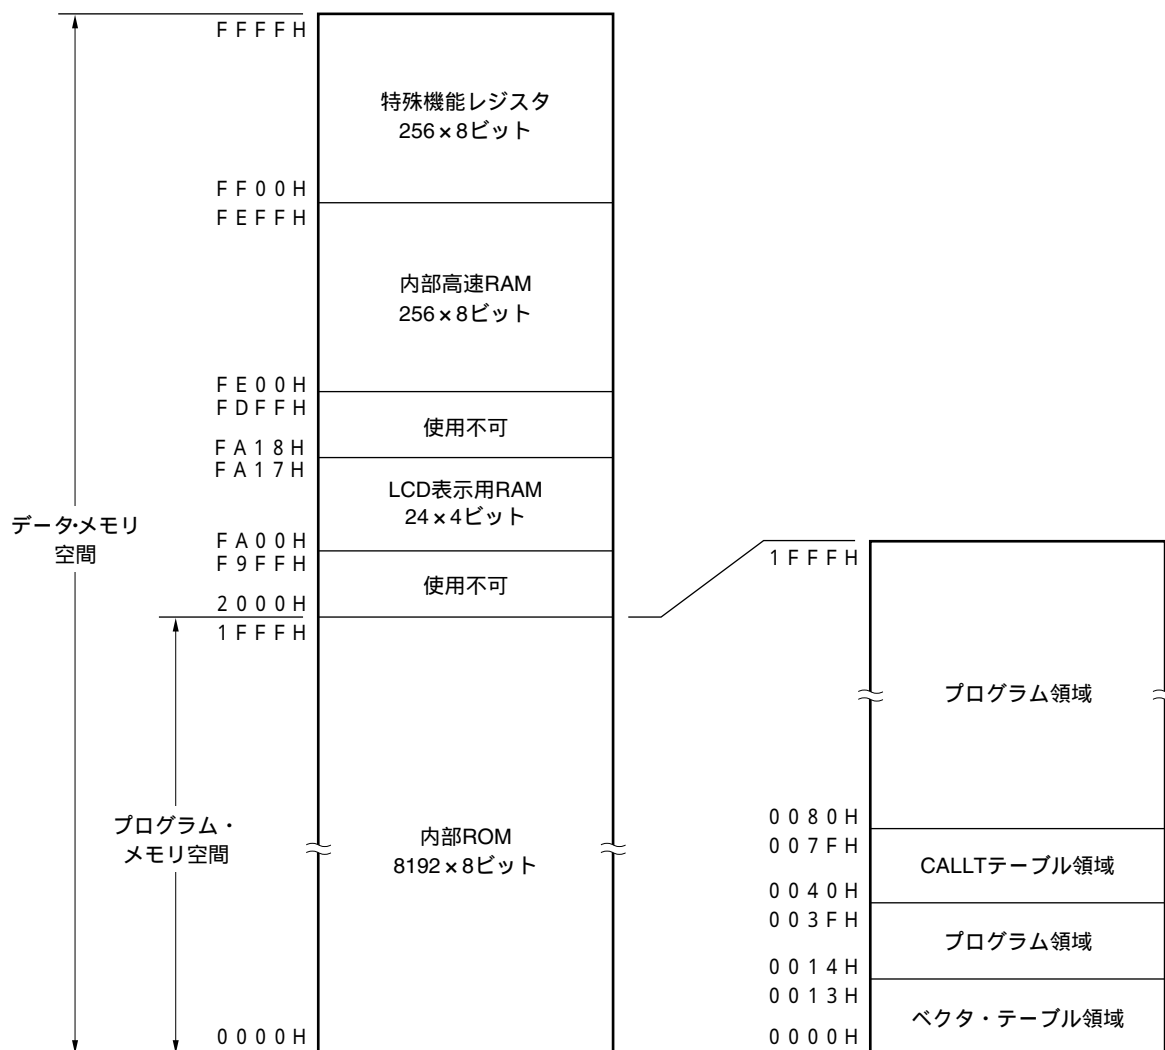 FFFFH
特殊機能レジスタ
256×8ビット
FF00H
FEFFH
内部高速RAM
256×8ビット
FE00H
FDFFH
使用不可
FA18H
FA17H
LCD表示用RAM
24×4ビット
データ・メモリ
空間
FA00H
F9FFH
使用不可
2000H
1FFFH
プログラム・
メモリ空間
内部ROM
8192×8ビット
0000H
1FFFH
プログラム領域
0080H
007FH
CALLTテーブル領域
0040H
003FH
プログラム領域
0014H
0013H
ベクタ・テーブル領域
0000H